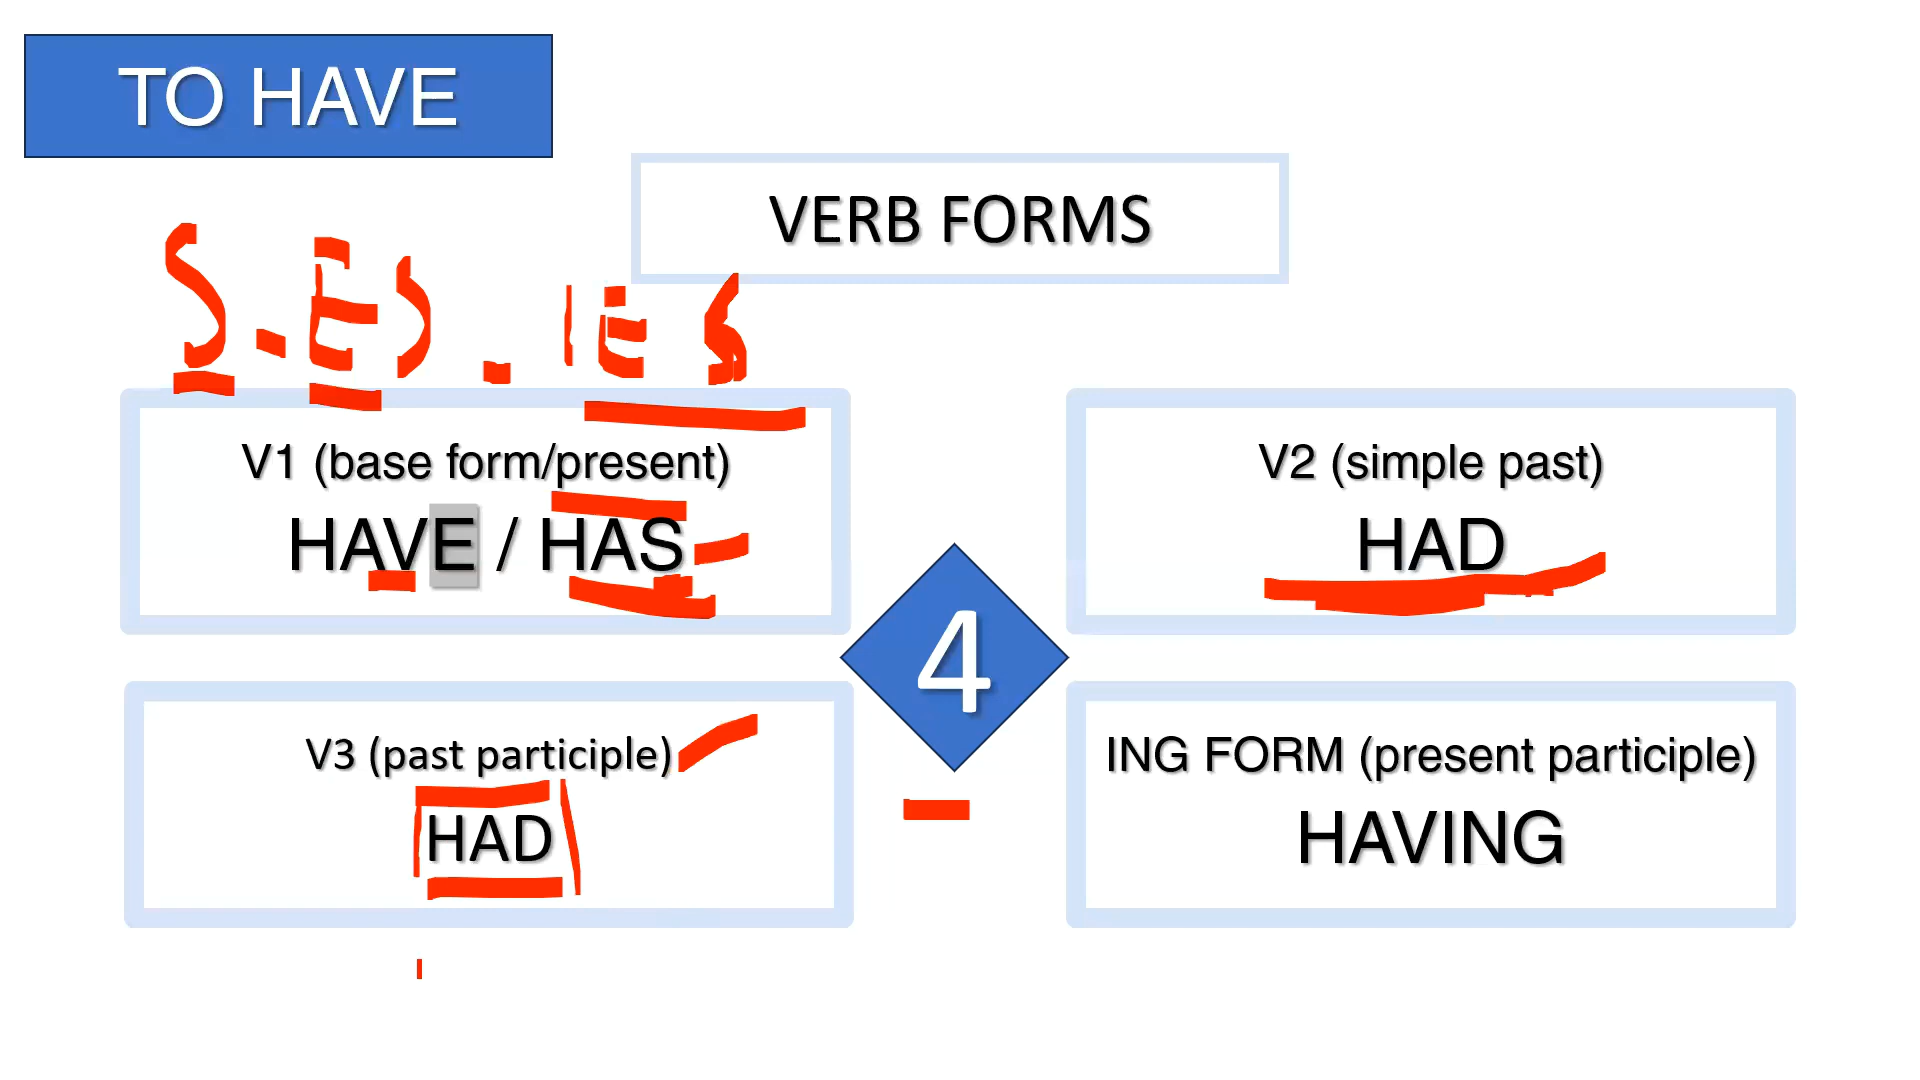 TO HAVE
VERB FORMS
S - ES - IES
V1 (base form/present)
HAVE / HAS
V2 (simple past)
HAD
4
V3 (past participle)
HAD
ING FORM (present participle)
HAVING